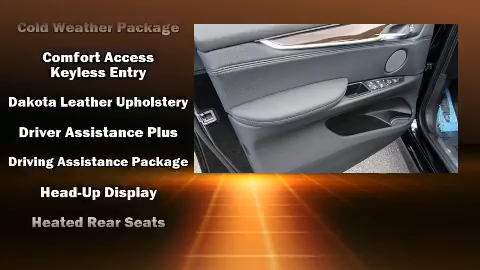 Cold Weather Package
Comfort Access
Keyless Entry
Dakota Leather Upholstery
Driver Assistance Plus
Driving Assistance Package
Head-Up Display
Heated Rear Seats